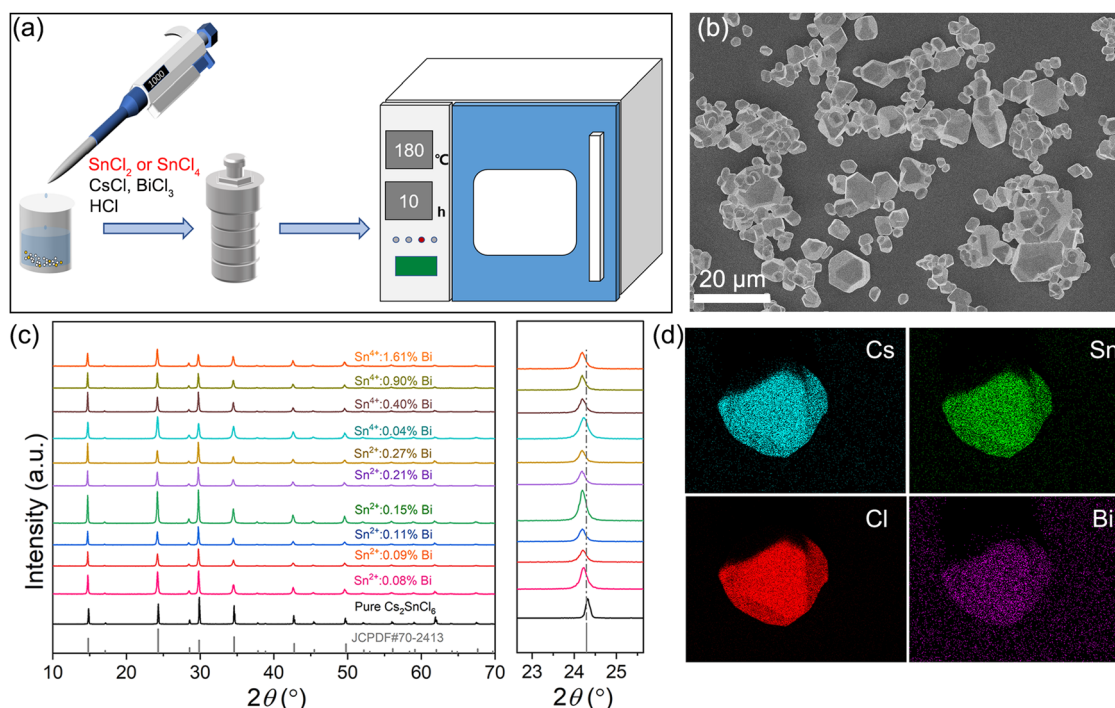 (a)
1000
SnCl₂ or SnCl₄
CsCl, BiCl₃
HCl
180
℃
10
h
(b)
20 μm
(c)
Intensity (a.u.)
Sn⁴⁺:1.61% Bi
Sn⁴⁺:0.90% Bi
Sn⁴⁺:0.40% Bi
Sn⁴⁺:0.04% Bi
Sn²⁺:0.27% Bi
Sn²⁺:0.21% Bi
Sn²⁺:0.15% Bi
Sn²⁺:0.11% Bi
Sn²⁺:0.09% Bi
Sn²⁺:0.08% Bi
Pure Cs₂SnCl₆
JCPDF#70-2413
10 20 30 40 50 60 70
2θ (°)
23 24 25
2θ (°)
(d)
Cs
Sn
Cl
Bi